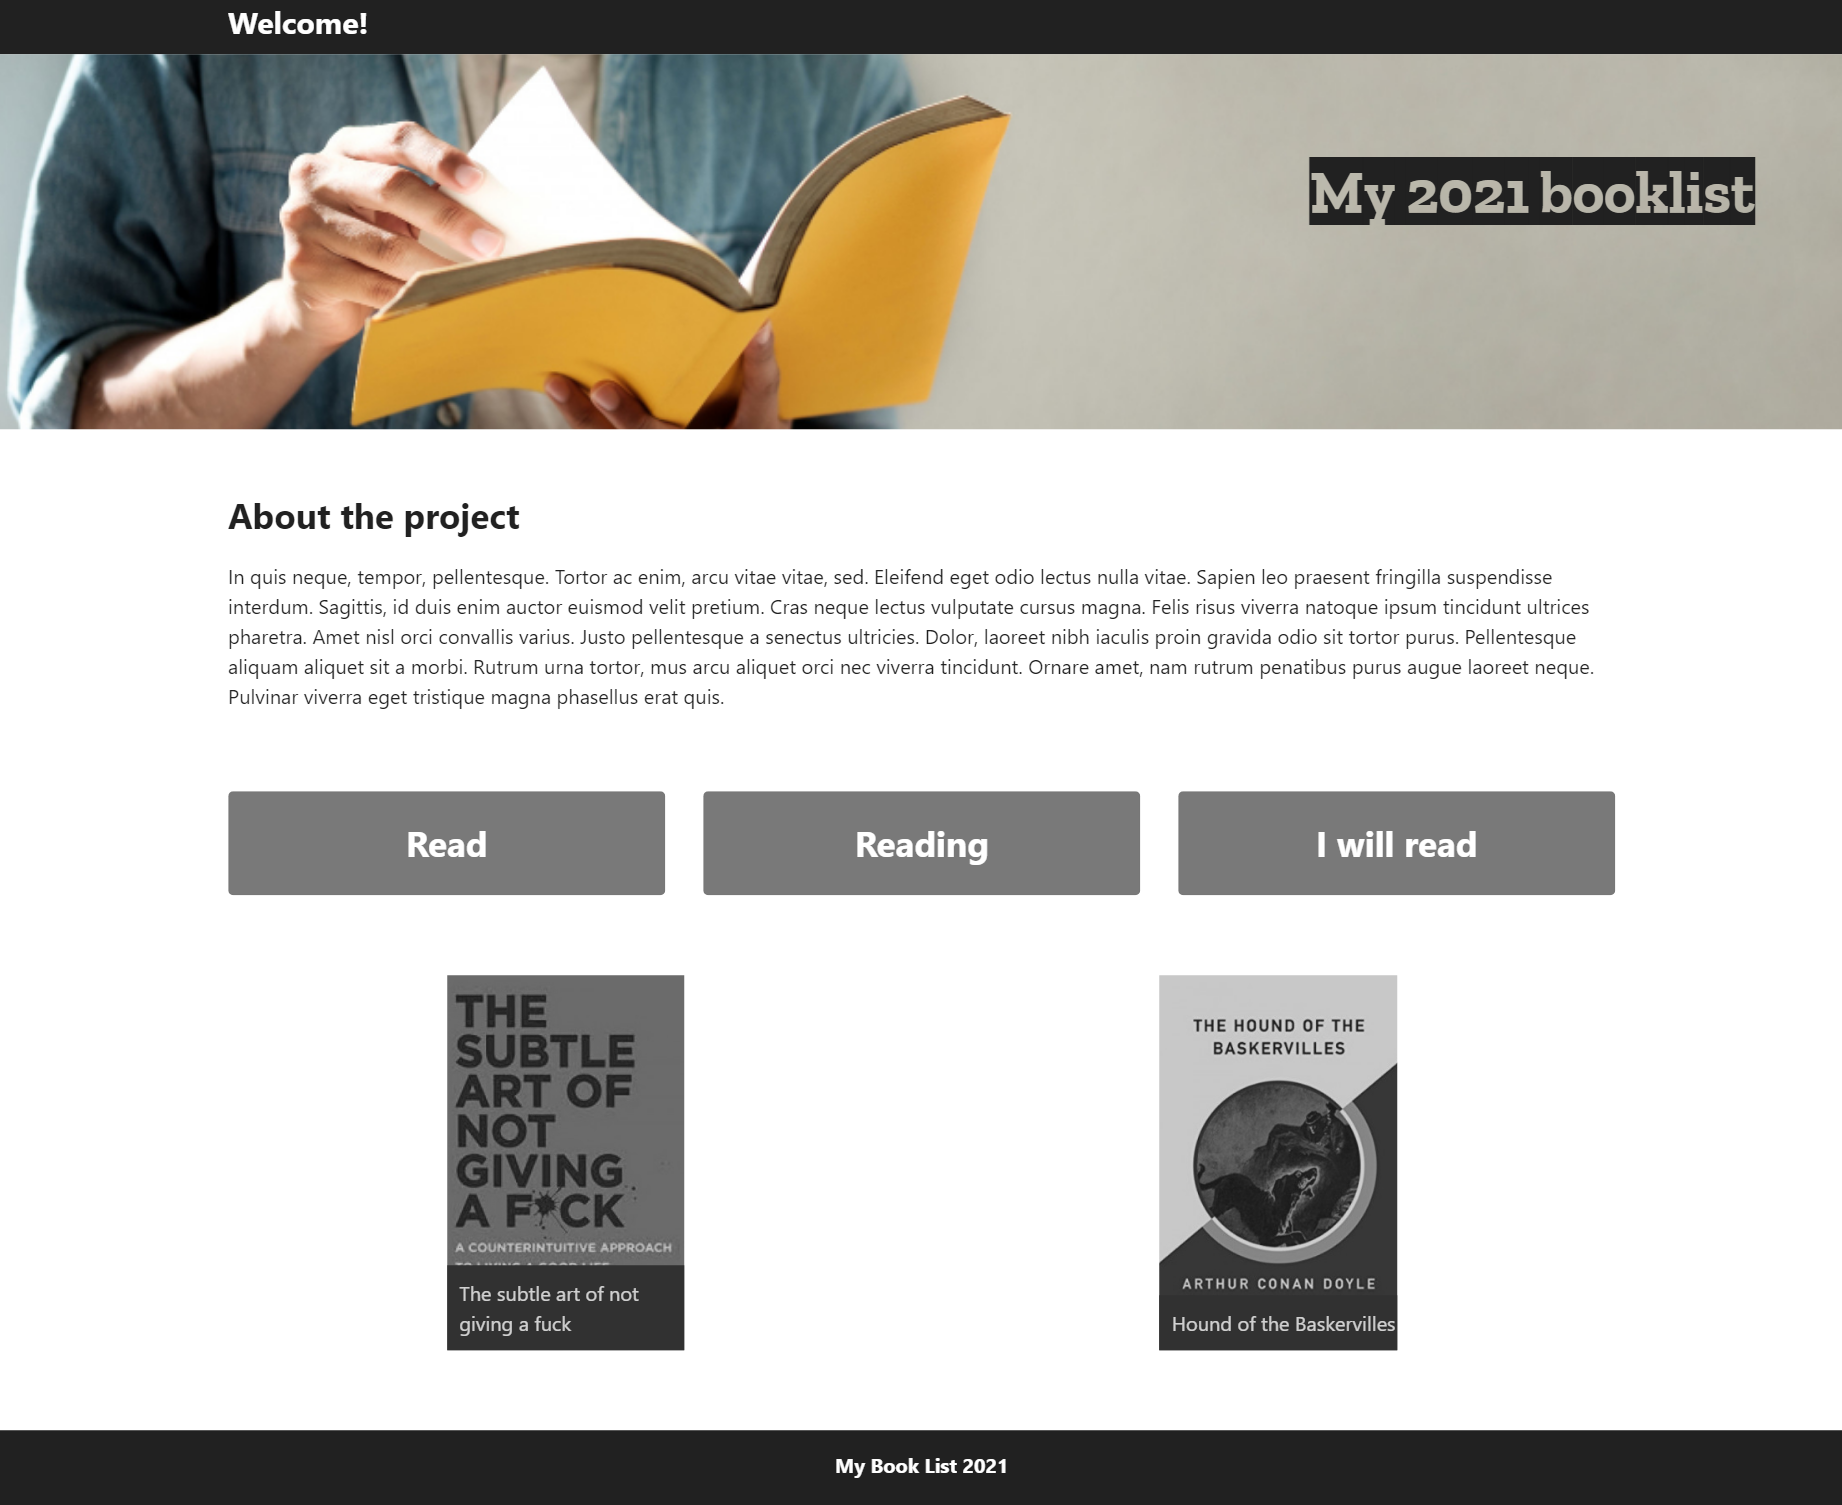 Welcome!
My 2021 booklist
About the project
In quis neque, tempor, pellentesque. Tortor ac enim, arcu vitae vitae, sed. Eleifend eget odio lectus nulla vitae. Sapien leo praesent fringilla suspendisse
interdum. Sagittis, id duis enim auctor euismod velit pretium. Cras neque lectus vulputate cursus magna. Felis risus viverra natoque ipsum tincidunt ultrices
pharetra. Amet nisl orci convallis varius. Justo pellentesque a senectus ultricies. Dolor, laoreet nibh iaculis proin gravida odio sit tortor purus. Pellentesque
aliquam aliquet sit a morbi. Rutrum urna tortor, mus arcu aliquet orci nec viverra tincidunt. Ornare amet, nam rutrum penatibus purus augue laoreet neque.
Pulvinar viverra eget tristique magna phasellus erat quis.
Read
Reading
I will read
THE
SUBTLE
ART OF
NOT
GIVING
A F*CK
A COUNTERINTUITIVE APPROACH
TO LIVING A GOOD LIFE
The subtle art of not
giving a fuck
THE HOUND OF THE
BASKERVILLES
ARTHUR CONAN DOYLE
Hound of the Baskervilles
My Book List 2021